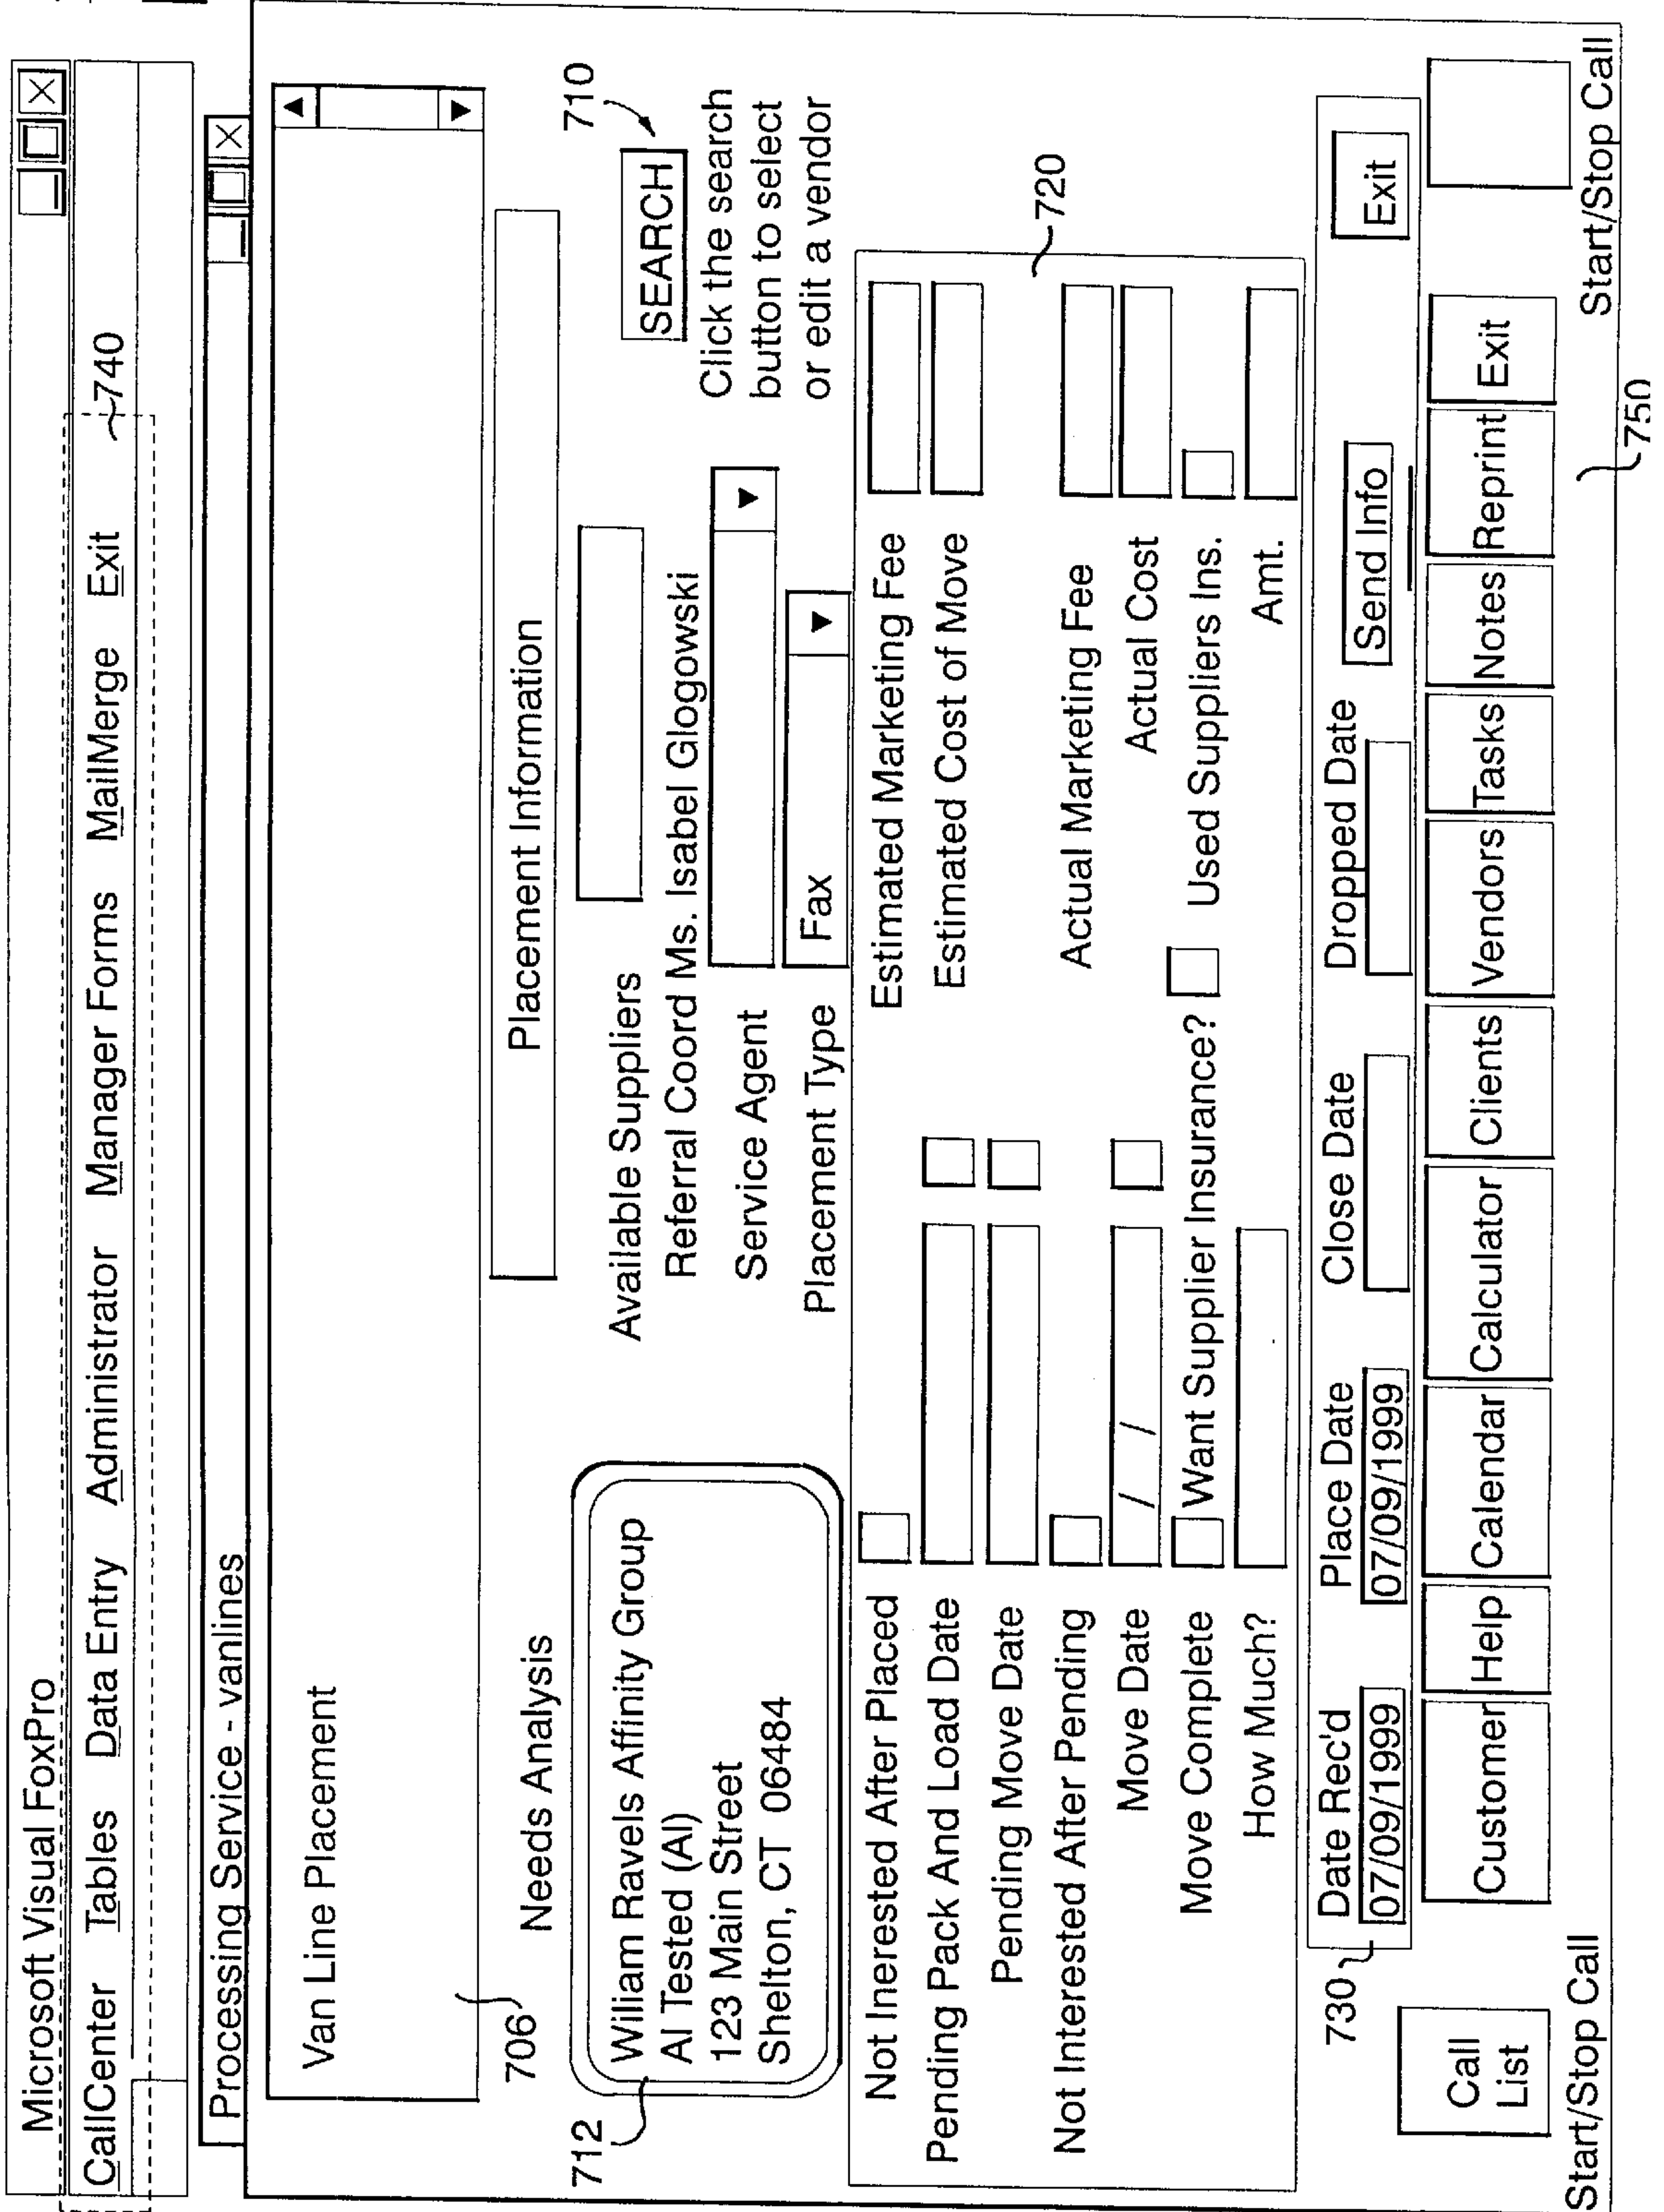 Microsoft Visual FoxPro
CallCenter Tables Data Entry Administrator Manager Forms MailMerge Exit 740
Processing Service - vanlines
Van Line Placement
706
Needs Analysis
Placement Information
710
712
William Ravels Affinity Group
Al Tested (Al)
123 Main Street
Shelton, CT 06484
Available Suppliers
Referral Coord Ms. Isabel Glogowski
Service Agent
Placement Type Fax
SEARCH
Click the search
button to select
or edit a vendor
720
Not Inerested After Placed
Pending Pack And Load Date
Pending Move Date
Not Interested After Pending
Move Date / /
Move Complete Want Supplier Insurance?
How Much?
Estimated Marketing Fee
Estimated Cost of Move
Actual Marketing Fee
Actual Cost
Used Suppliers Ins.
Amt.
730
Date Rec'd Place Date Close Date Dropped Date
07/09/1999 07/09/1999 Send Info Exit
Call
List
Customer Help Calendar Calculator Clients Vendors Tasks Notes Reprint Exit
Start/Stop Call Start/Stop Call
750